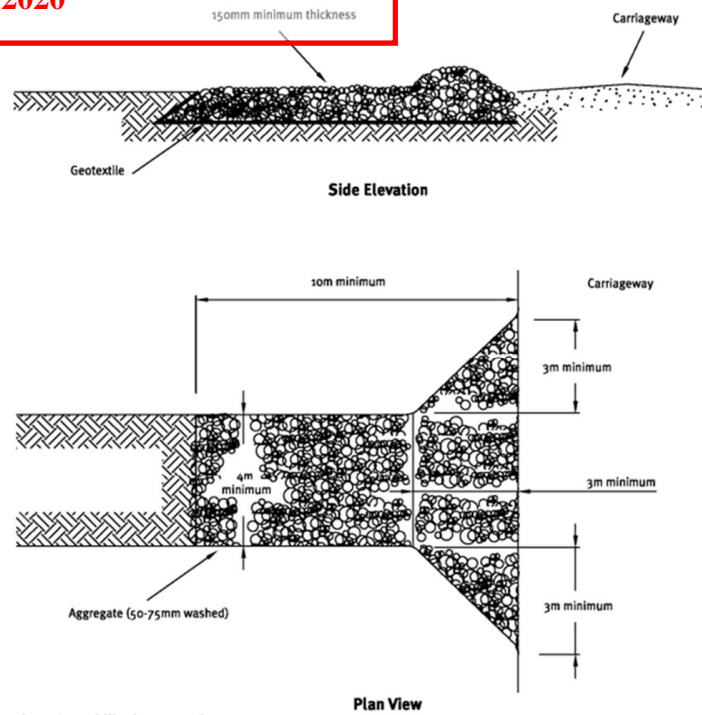 2020
150mm minimum thickness
Carriageway
Geotextile
Side Elevation
10m minimum
Carriageway
3m minimum
4m
minimum
3m minimum
3m minimum
Aggregate (50-75mm washed)
Plan View